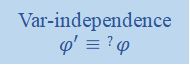 Var-independence
φ′ ≡ ? φ